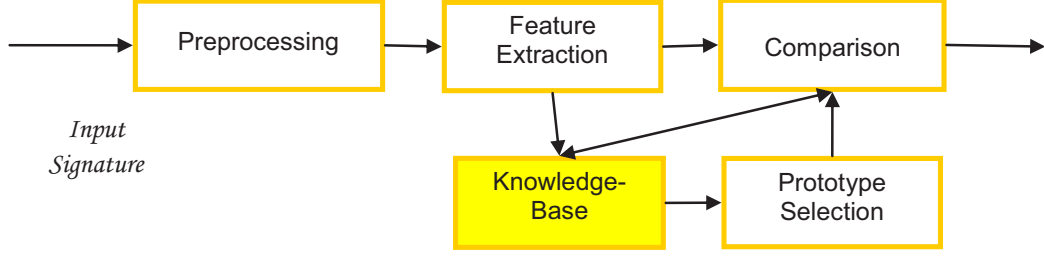 Preprocessing
Feature
Extraction
Comparison
Input
Signature
Knowledge-
Base
Prototype
Selection